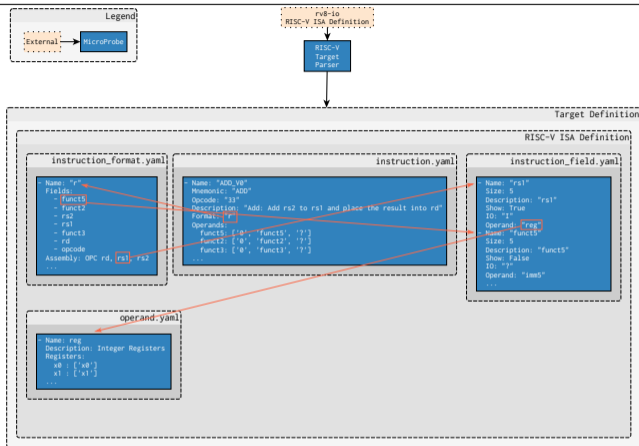 Legend
External
MicroProbe
rv8-io
RISC-V ISA Definition
RISC-V
Target
Parser
Target Definition
RISC-V ISA Definition
instruction_format.yaml
- Name: "r"
Fields:
- funct5
- funct2
- rs2
- rs1
- funct3
- rd
- opcode
Assembly: OPC rd, rs1, rs2
...
instruction.yaml
- Name: "ADD_V0"
Mnemonic: "ADD"
Opcode: "33"
Description: "Add: Add rs2 to rs1 and place the result into rd"
Format: "r"
Operands:
funct5: ['0', 'funct5', '?']
funct2: ['0', 'funct2', '?']
funct3: ['0', 'funct3', '?']
...
instruction_field.yaml
- Name: "rs1"
Size: 5
Description: "rs1"
Show: True
IO: "I"
Operand: "reg"
- Name: "funct5"
Size: 5
Description: "funct5"
Show: False
IO: "?"
Operand: "imm5"
...
operand.yaml
- Name: reg
Description: Integer Registers
Registers:
x0 : ['x0']
x1 : ['x1']
...